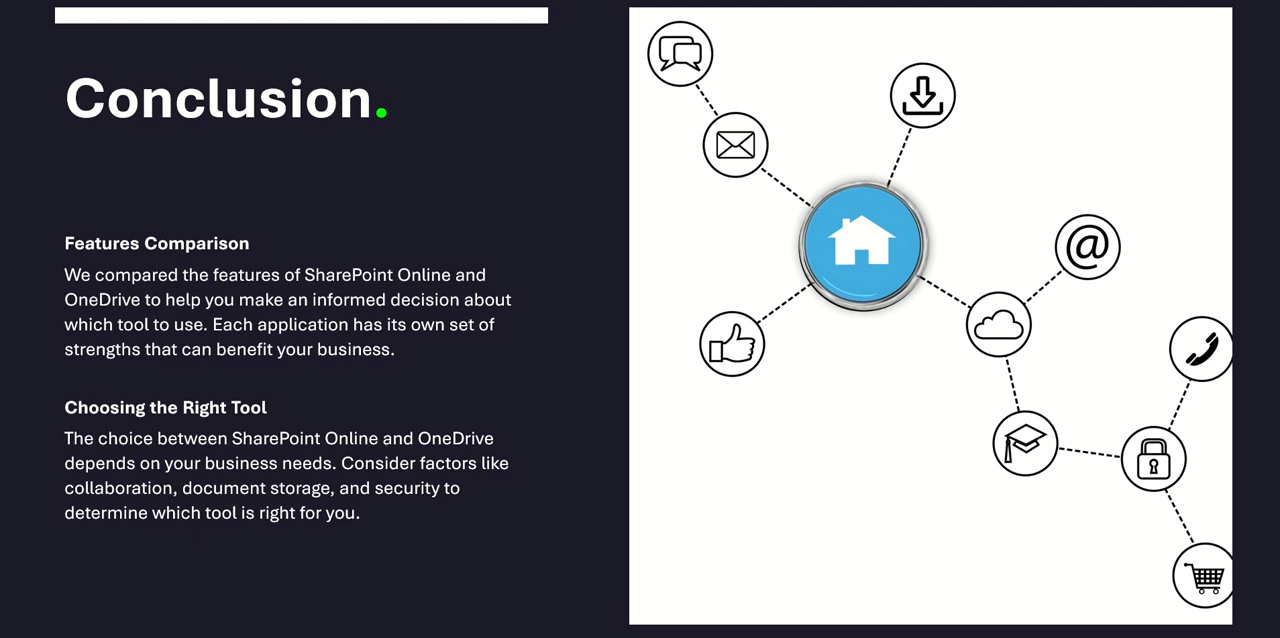 Conclusion.
Features Comparison
We compared the features of SharePoint Online and
OneDrive to help you make an informed decision about
which tool to use. Each application has its own set of
strengths that can benefit your business.
Choosing the Right Tool
The choice between SharePoint Online and OneDrive
depends on your business needs. Consider factors like
collaboration, document storage, and security to
determine which tool is right for you.
@